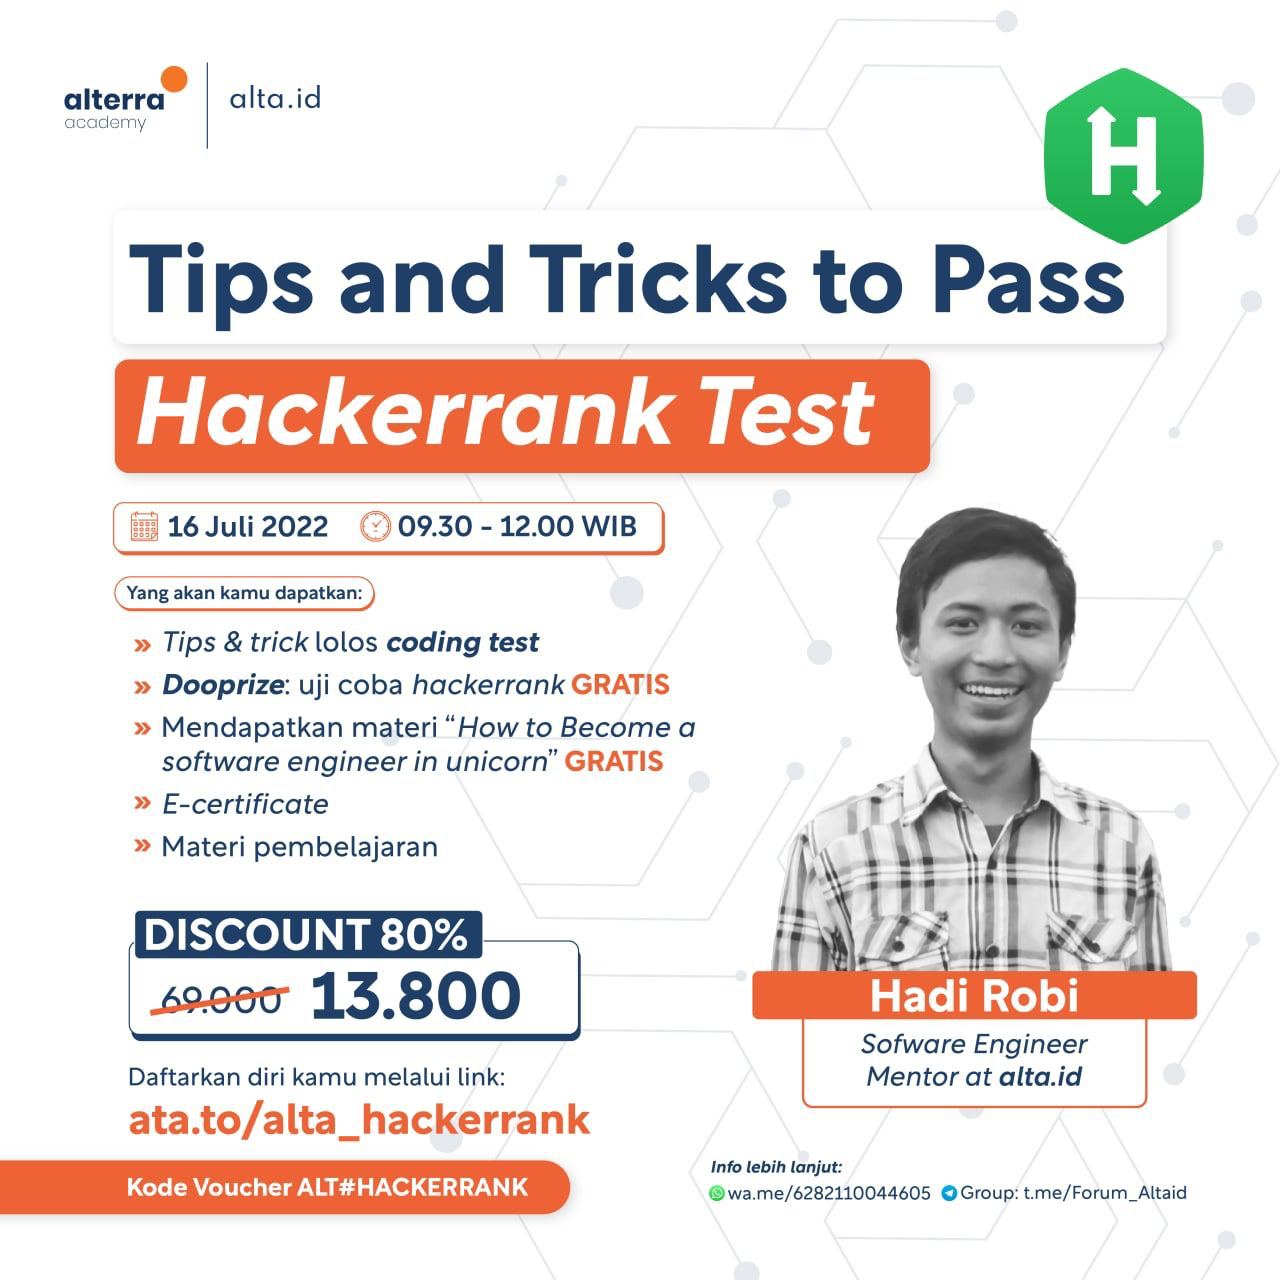 alterra
academy
alta.id
H
Tips and Tricks to Pass
Hackerrank Test
16 Juli 2022
09.30 - 12.00 WIB
Yang akan kamu dapatkan:
» Tips & trick lolos coding test
» Dooprize: uji coba hackerrank GRATIS
» Mendapatkan materi “How to Become a
software engineer in unicorn” GRATIS
» E-certificate
» Materi pembelajaran
DISCOUNT 80%
69.000 13.800
Daftarkan diri kamu melalui link:
ata.to/alta_hackerrank
Kode Voucher ALT#HACKERRANK
Hadi Robi
Sofware Engineer
Mentor at alta.id
Info lebih lanjut:
wa.me/6282110044605 Group: t.me/Forum_Altaid